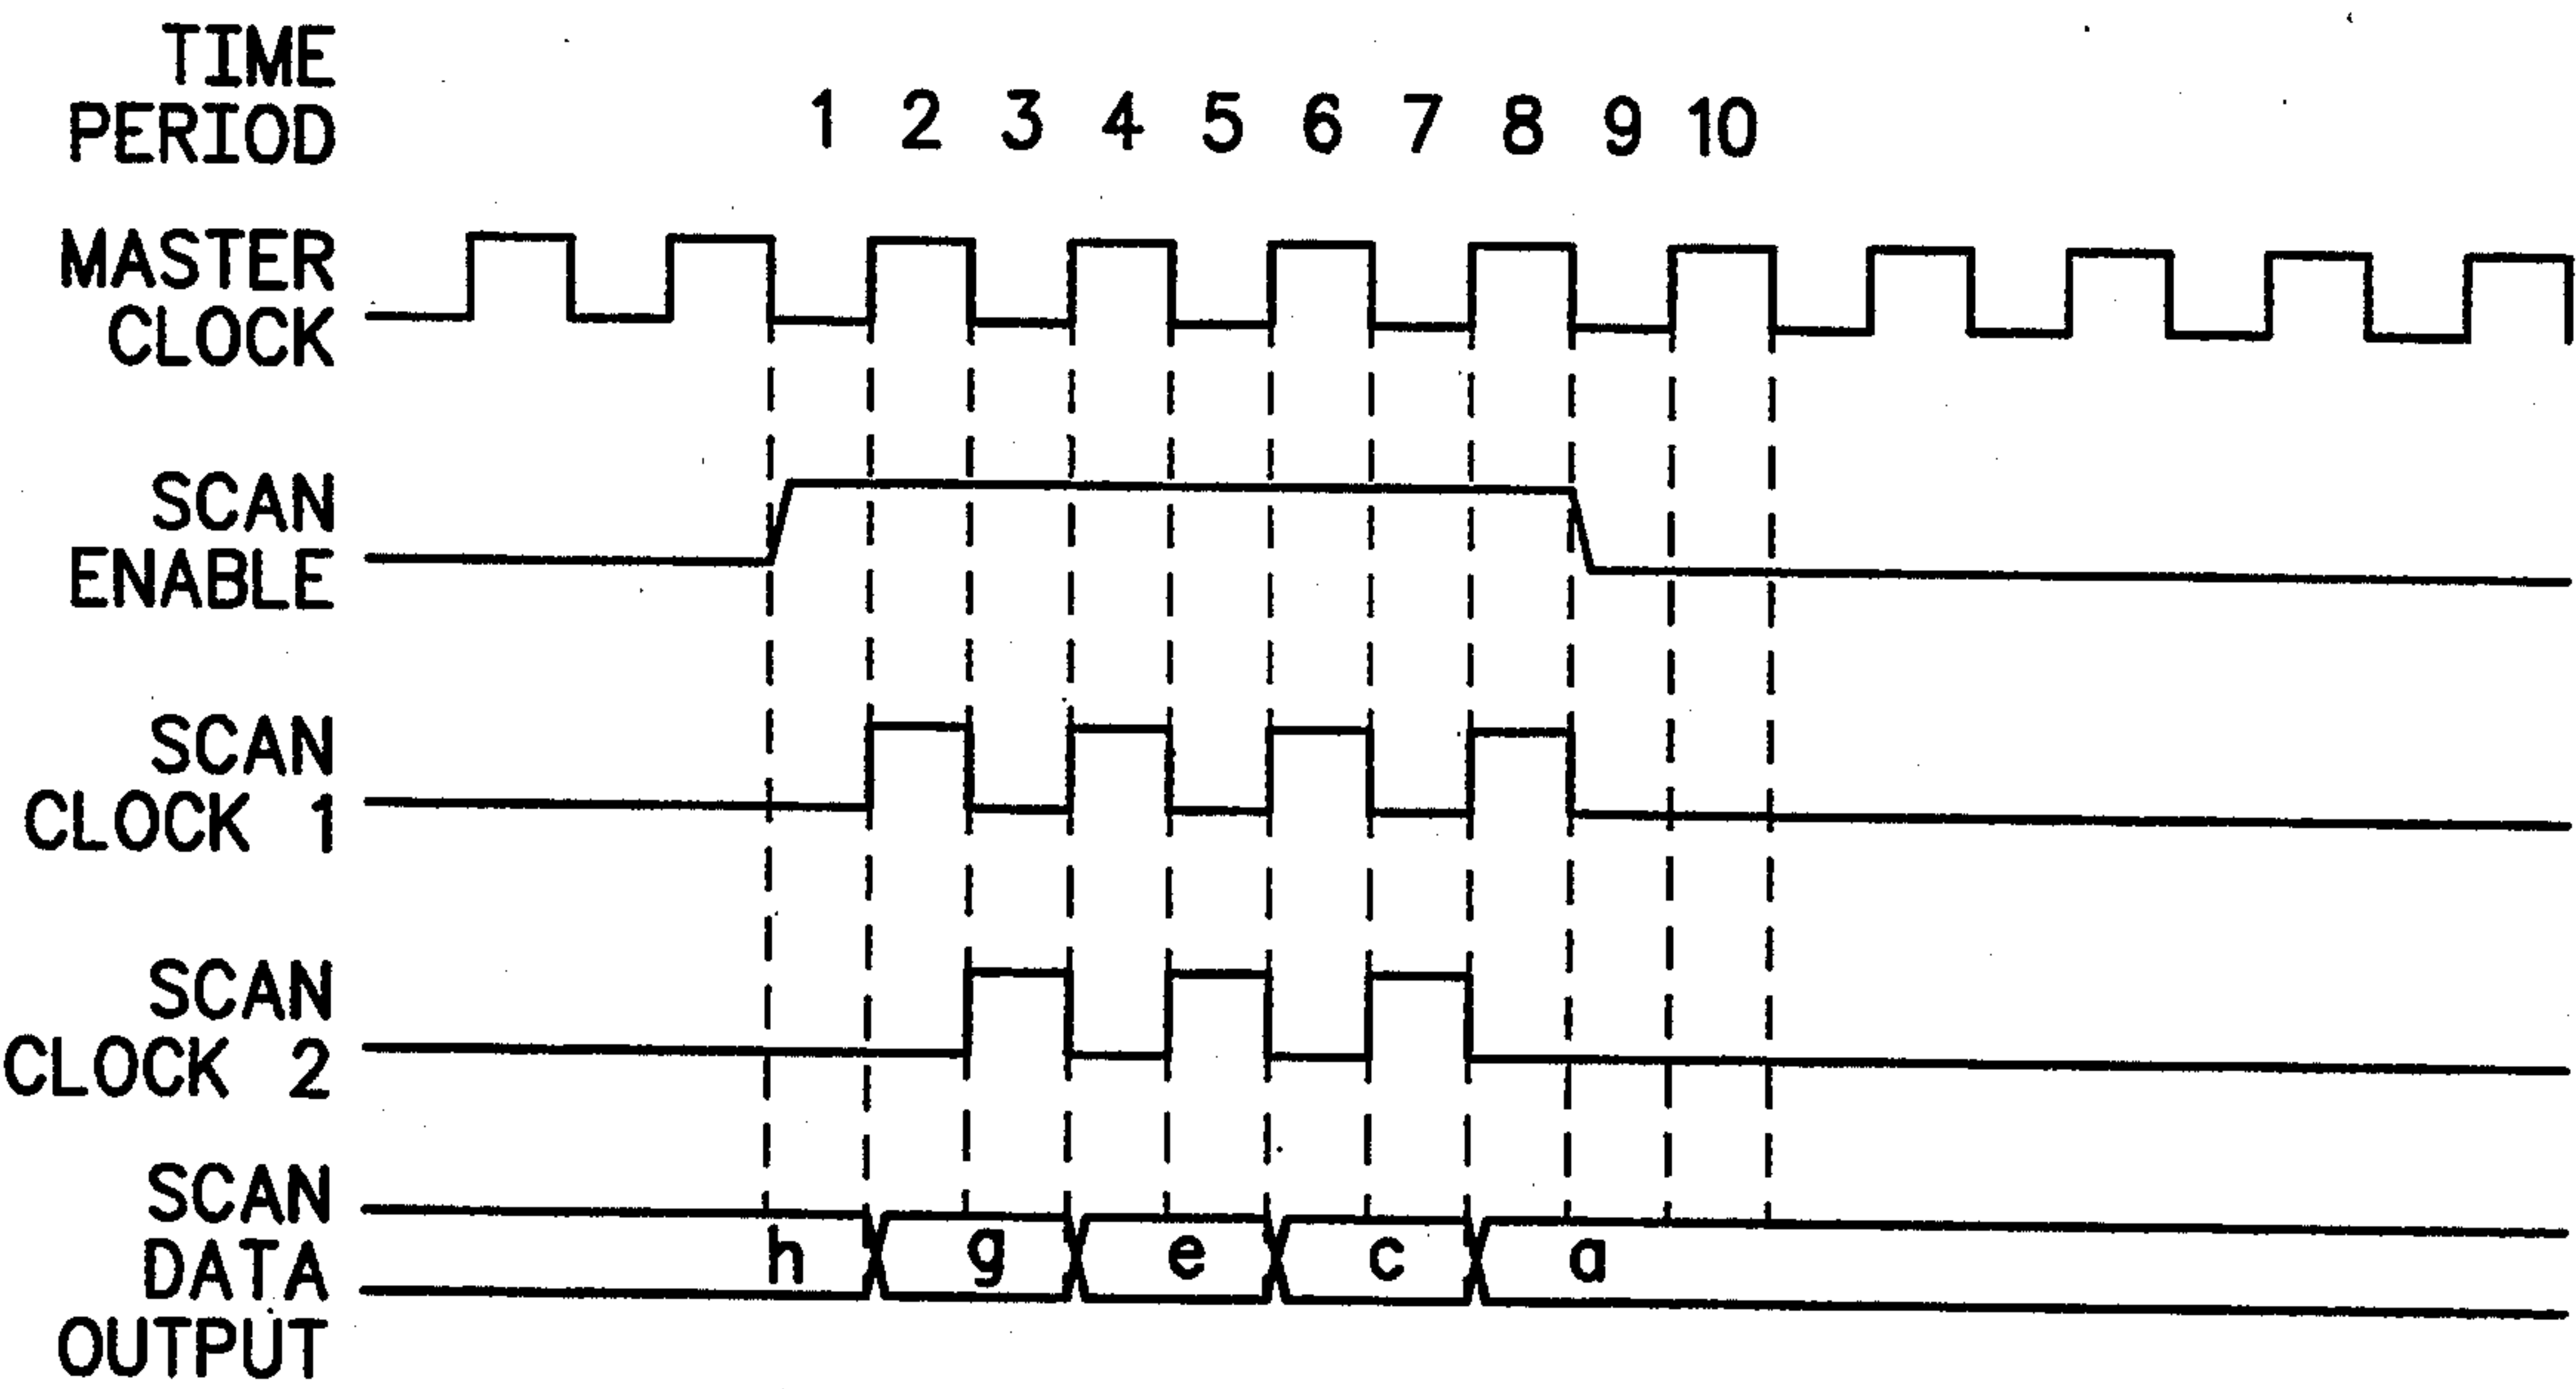 TIME
PERIOD
1 2 3 4 5 6 7 8 9 10
MASTER
CLOCK
SCAN
ENABLE
SCAN
CLOCK 1
SCAN
CLOCK 2
SCAN
DATA
OUTPUT
h g e c a